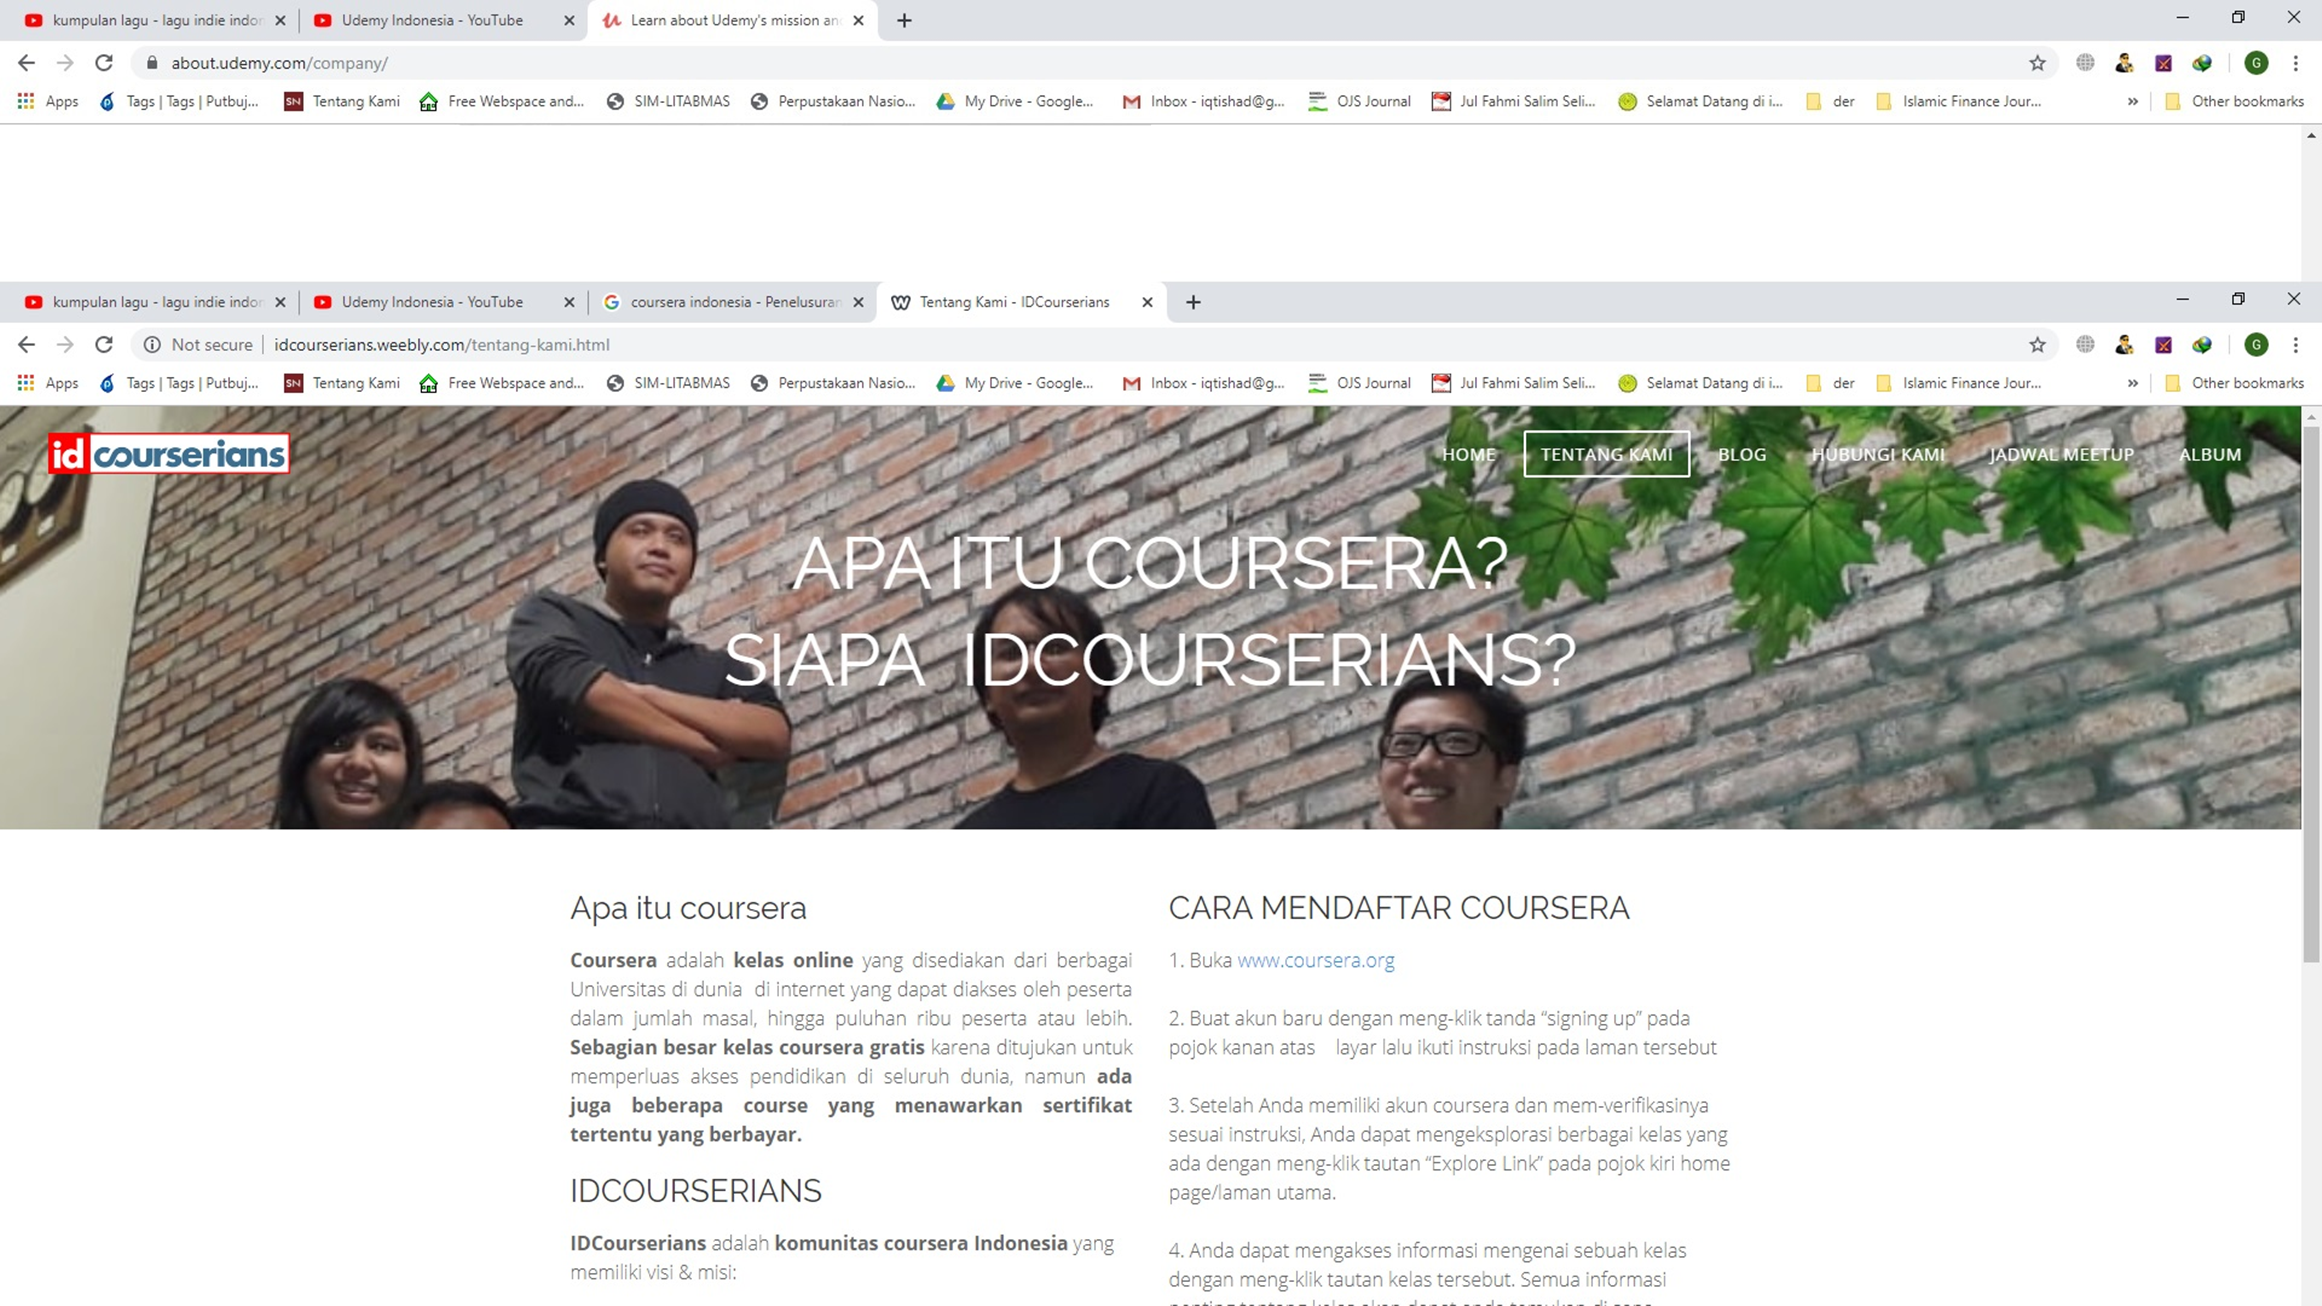 kumpulan lagu - lagu indie indon
Udemy Indonesia - YouTube
Learn about Udemy's mission and
about.udemy.com/company/
Apps
Tags | Tags | Putbuj...
SN Tentang Kami
Free Webspace and...
SIM-LITABMAS
Perpustakaan Nasio...
My Drive - Google...
Inbox - iqtishad@g...
OJS Journal
Jul Fahmi Salim Seli...
Selamat Datang di i...
der
Islamic Finance Jour...
»
Other bookmarks
G
kumpulan lagu - lagu indie indon
Udemy Indonesia - YouTube
coursera indonesia - Penelusuran
Tentang Kami - IDCourserians
Not secure | idcourserians.weebly.com/tentang-kami.html
G
Apps
Tags | Tags | Putbuj...
SN Tentang Kami
Free Webspace and...
SIM-LITABMAS
Perpustakaan Nasio...
My Drive - Google...
Inbox - iqtishad@g...
OJS Journal
Jul Fahmi Salim Seli...
Selamat Datang di i...
der
Islamic Finance Jour...
»
Other bookmarks
id courserians
HOME
TENTANG KAMI
BLOG
HUBUNGI KAMI
JADWAL MEETUP
ALBUM
APA ITU COURSERA?
SIAPA IDCOURSERIANS?
Apa itu coursera
Coursera adalah kelas online yang disediakan dari berbagai
Universitas di dunia di internet yang dapat diakses oleh peserta
dalam jumlah masal, hingga puluhan ribu peserta atau lebih.
Sebagian besar kelas coursera gratis karena ditujukan untuk
memperluas akses pendidikan di seluruh dunia, namun ada
juga beberapa course yang menawarkan sertifikat
tertentu yang berbayar.
IDCOURSERIANS
IDCourserians adalah komunitas coursera Indonesia yang
memiliki visi & misi:
CARA MENDAFTAR COURSERA
1. Buka www.coursera.org
2. Buat akun baru dengan meng-klik tanda “signing up” pada
pojok kanan atas layar lalu ikuti instruksi pada laman tersebut
3. Setelah Anda memiliki akun coursera dan mem-verifikasinya
sesuai instruksi, Anda dapat mengeksplorasi berbagai kelas yang
ada dengan meng-klik tautan “Explore Link” pada pojok kiri home
page/laman utama.
4. Anda dapat mengakses informasi mengenai sebuah kelas
dengan meng-klik tautan kelas tersebut. Semua informasi